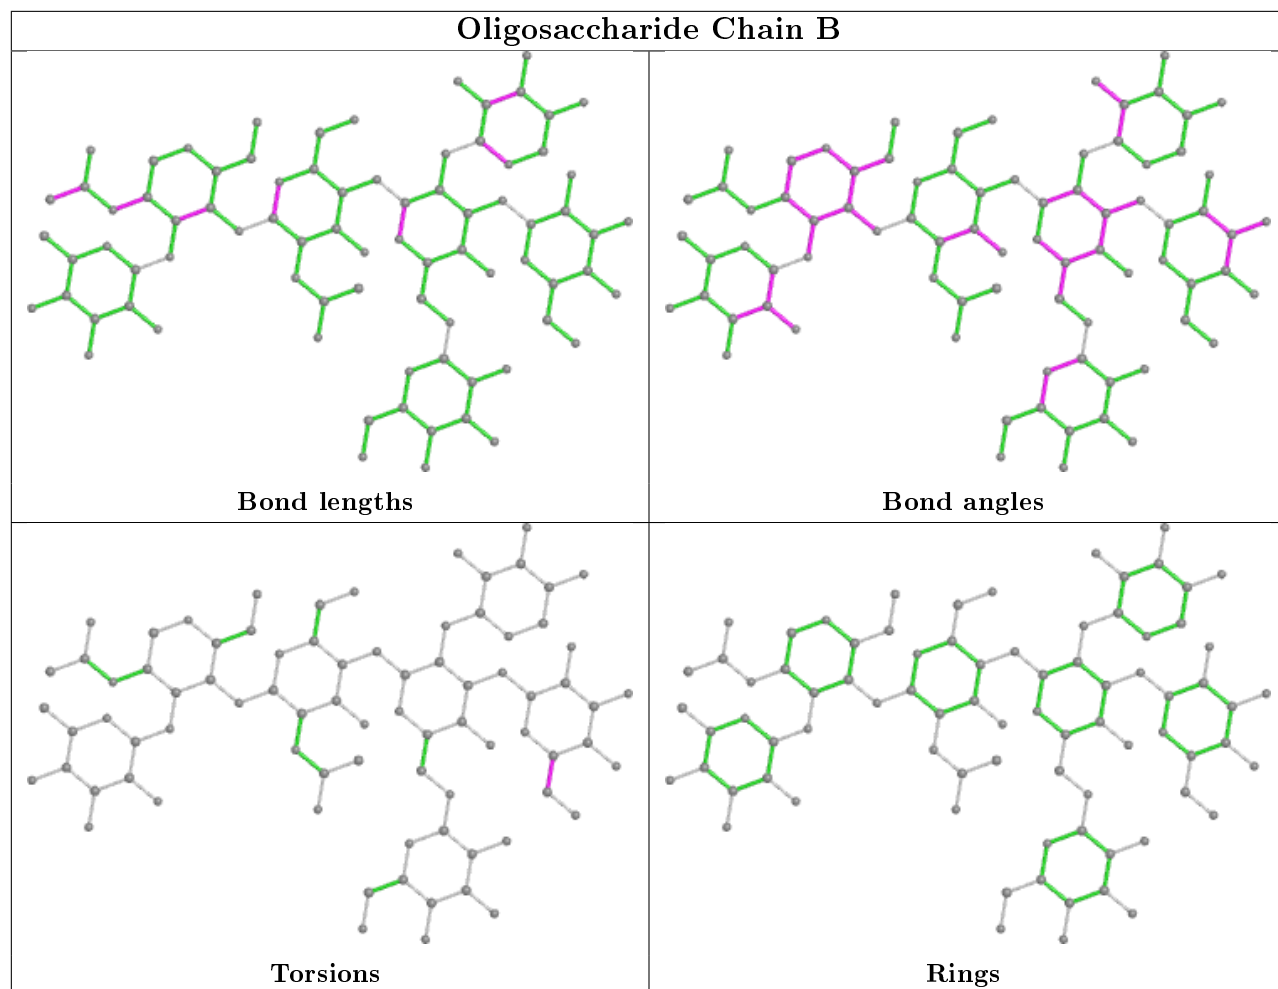 Oligosaccharide Chain B
Bond lengths
Bond angles
Torsions
Rings